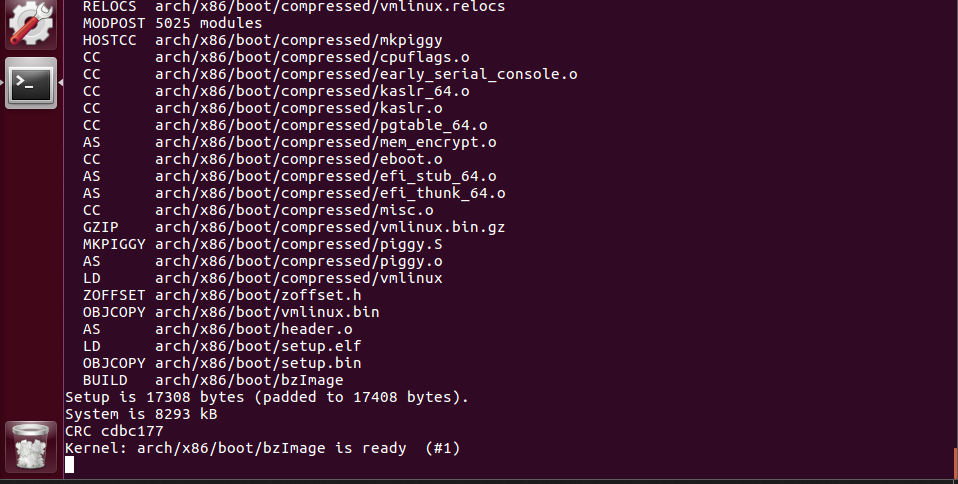 RELOCS  arch/x86/boot/compressed/vmlinux.relocs
MODPOST 5025 modules
HOSTCC  arch/x86/boot/compressed/mkpiggy
CC      arch/x86/boot/compressed/cpuflags.o
CC      arch/x86/boot/compressed/early_serial_console.o
CC      arch/x86/boot/compressed/kaslr_64.o
CC      arch/x86/boot/compressed/kaslr.o
CC      arch/x86/boot/compressed/pgtable_64.o
AS      arch/x86/boot/compressed/mem_encrypt.o
CC      arch/x86/boot/compressed/eboot.o
AS      arch/x86/boot/compressed/efi_stub_64.o
AS      arch/x86/boot/compressed/efi_thunk_64.o
CC      arch/x86/boot/compressed/misc.o
GZIP    arch/x86/boot/compressed/vmlinux.bin.gz
MKPIGGY arch/x86/boot/compressed/piggy.S
AS      arch/x86/boot/compressed/piggy.o
LD      arch/x86/boot/compressed/vmlinux
ZOFFSET arch/x86/boot/zoffset.h
OBJCOPY arch/x86/boot/vmlinux.bin
AS      arch/x86/boot/header.o
LD      arch/x86/boot/setup.elf
OBJCOPY arch/x86/boot/setup.bin
BUILD   arch/x86/boot/bzImage
Setup is 17308 bytes (padded to 17408 bytes).
System is 8293 kB
CRC cdbc177
Kernel: arch/x86/boot/bzImage is ready  (#1)